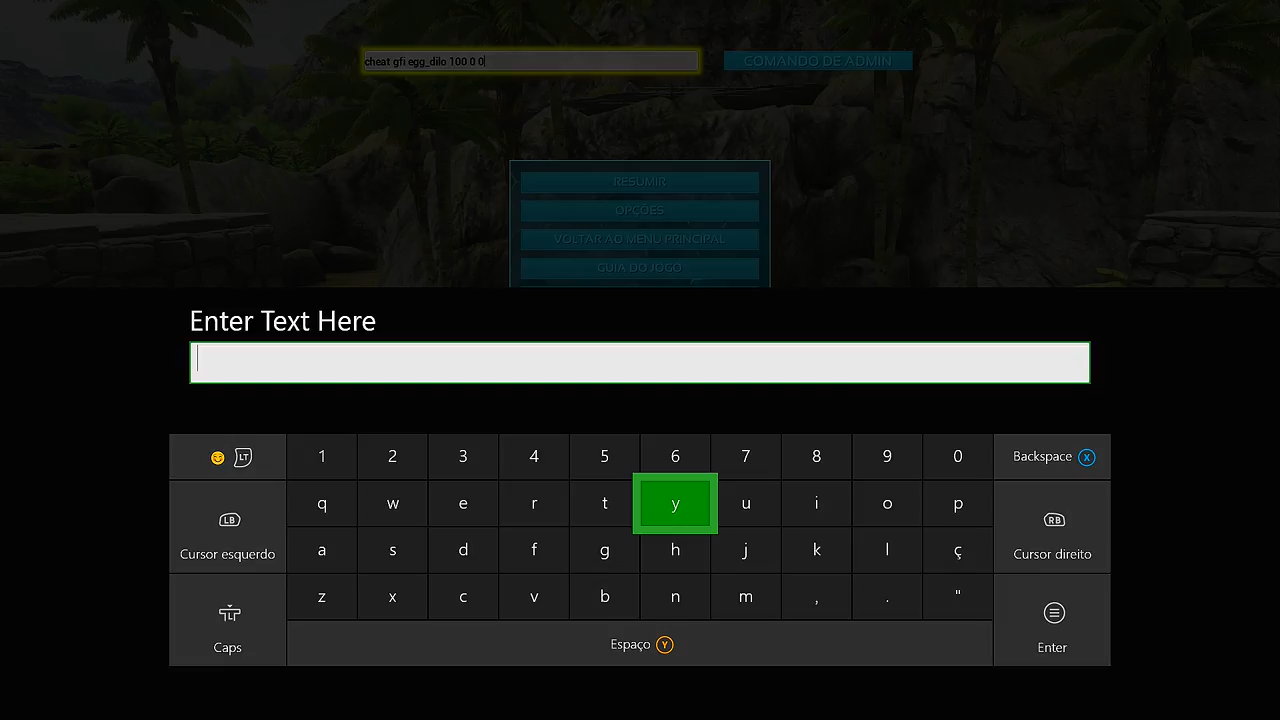 cheat gfi egg_dilo 100 0 0
COMANDO DE ADMIN
RESUMIR
OPCOES
VOLTAR AO MENU PRINCIPAL
GUIA DO JOGO
Enter Text Here
LT 1 2 3 4 5 6 7 8 9 0 Backspace X
q w e r t y u i o p
LB RB
Cursor esquerdo a s d f g h j k l ç Cursor direito
z x c v b n m , . "
Caps Espaço Y Enter